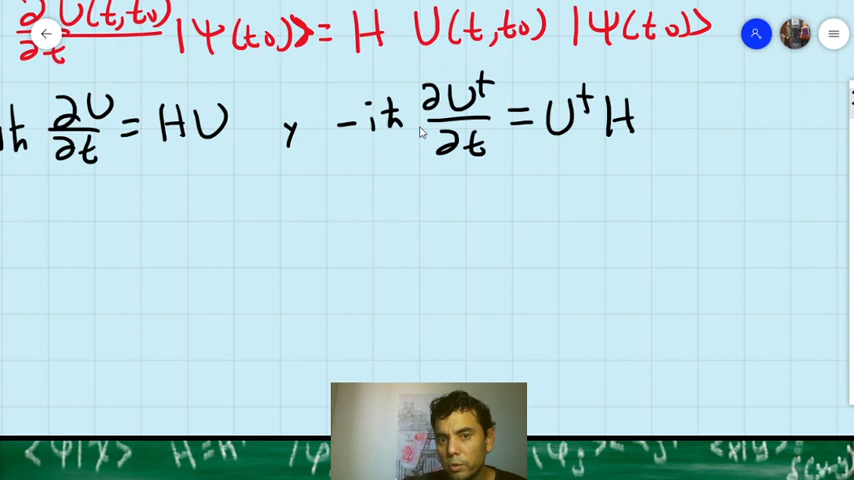 ∂U(t,t₀)/∂t |Ψ(t₀)⟩ = H U(t,t₀) |Ψ(t₀)⟩
iħ ∂U/∂t = HU y -iħ ∂U†/∂t = U†H
⟨φ|x⟩ H=H